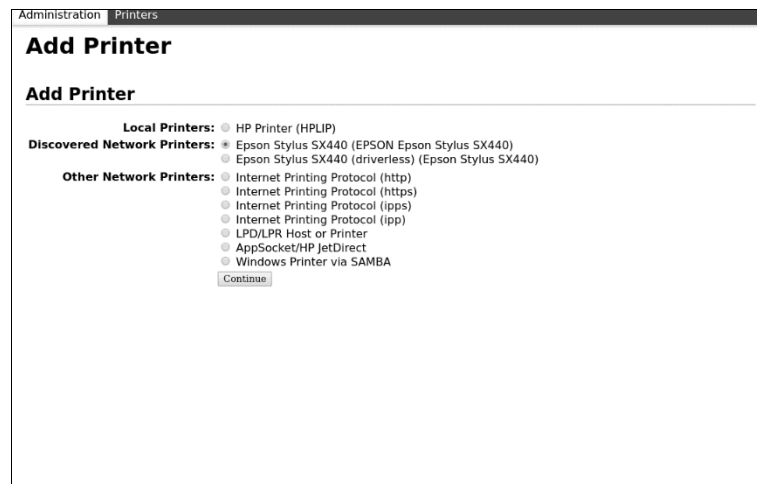 Administration Printers
Add Printer
Add Printer
Local Printers: HP Printer (HPLIP)
Discovered Network Printers: Epson Stylus SX440 (EPSON Epson Stylus SX440)
Epson Stylus SX440 (driverless) (Epson Stylus SX440)
Other Network Printers: Internet Printing Protocol (http)
Internet Printing Protocol (https)
Internet Printing Protocol (ipps)
Internet Printing Protocol (ipp)
LPD/LPR Host or Printer
AppSocket/HP JetDirect
Windows Printer via SAMBA
Continue